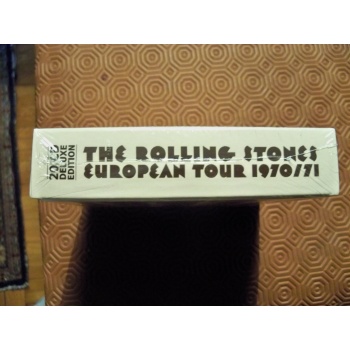 20 CD
DELUXE
EDITION
THE ROLLING STONES
EUROPEAN TOUR 1970/71